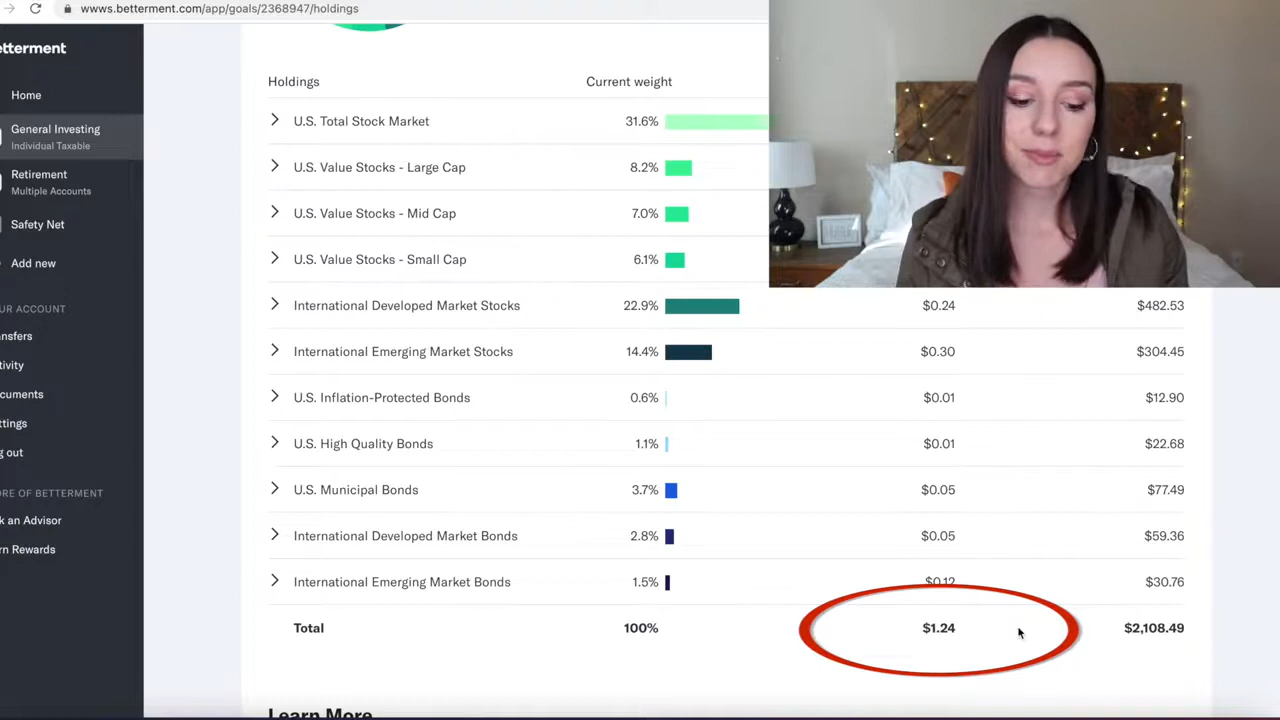 wwws.betterment.com/app/goals/2368947/holdings
etterment
Home
General Investing
Individual Taxable
Retirement
Multiple Accounts
Safety Net
Add new
UR ACCOUNT
nsfers
tivity
cuments
ttings
g out
RE OF BETTERMENT
k an Advisor
rn Rewards
Holdings Current weight
U.S. Total Stock Market 31.6%
U.S. Value Stocks - Large Cap 8.2%
U.S. Value Stocks - Mid Cap 7.0%
U.S. Value Stocks - Small Cap 6.1%
International Developed Market Stocks 22.9% $0.24 $482.53
International Emerging Market Stocks 14.4% $0.30 $304.45
U.S. Inflation-Protected Bonds 0.6% $0.01 $12.90
U.S. High Quality Bonds 1.1% $0.01 $22.68
U.S. Municipal Bonds 3.7% $0.05 $77.49
International Developed Market Bonds 2.8% $0.05 $59.36
International Emerging Market Bonds 1.5% $0.12 $30.76
Total 100% $1.24 $2,108.49
Learn More